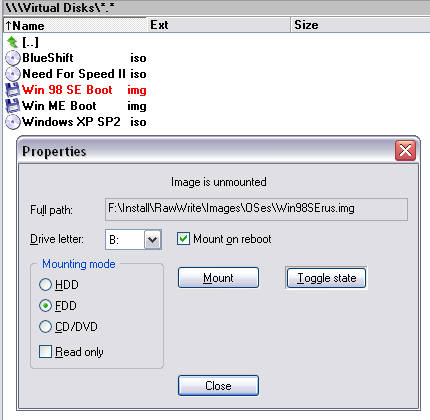 \\\Virtual Disks\*.*
↑Name Ext Size
[..]
BlueShift iso
Need For Speed II iso
Win 98 SE Boot img
Win ME Boot img
Windows XP SP2 iso
Properties
Image is unmounted
Full path: F:\Install\RawWrite\Images\OSes\Win98SErus.img
Drive letter: B: Mount on reboot
Mounting mode
HDD Mount Toggle state
FDD
CD/DVD
Read only
Close